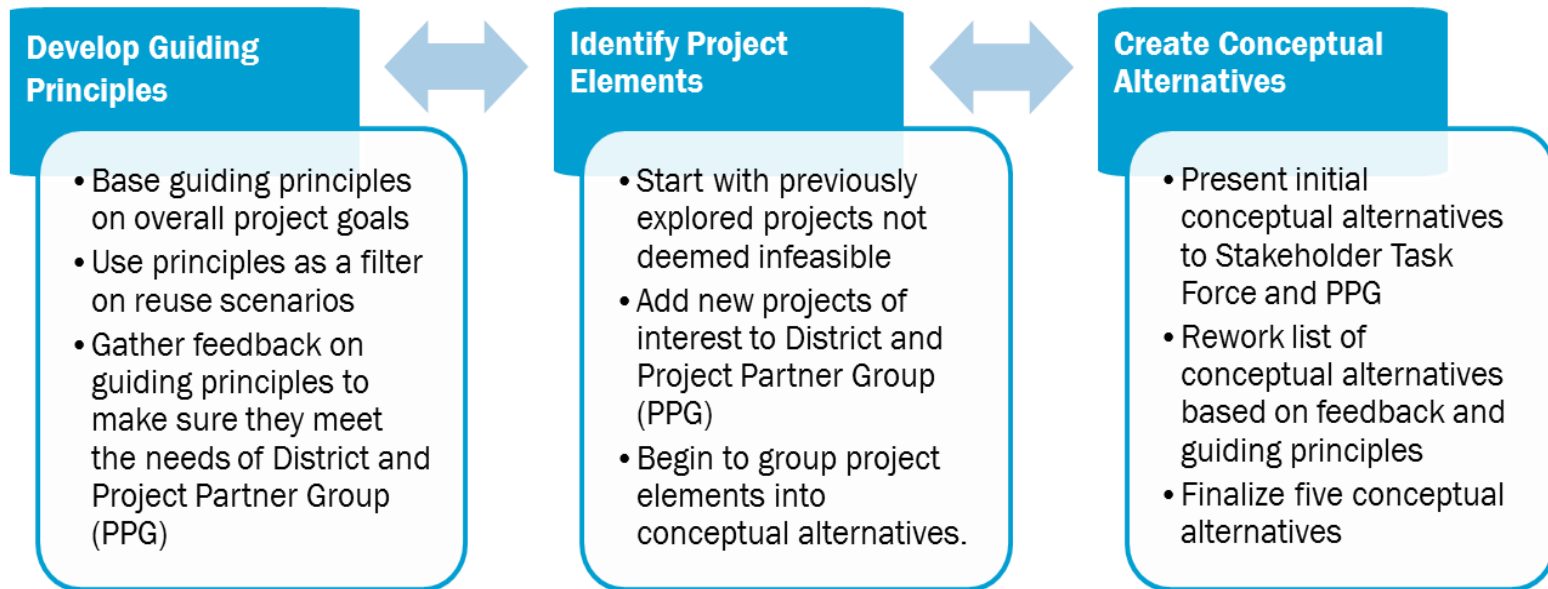 Develop Guiding
Principles
• Base guiding principles
on overall project goals
• Use principles as a filter
on reuse scenarios
• Gather feedback on
guiding principles to
make sure they meet
the needs of District and
Project Partner Group
(PPG)
Identify Project
Elements
• Start with previously
explored projects not
deemed infeasible
• Add new projects of
interest to District and
Project Partner Group
(PPG)
• Begin to group project
elements into
conceptual alternatives.
Create Conceptual
Alternatives
• Present initial
conceptual alternatives
to Stakeholder Task
Force and PPG
• Rework list of
conceptual alternatives
based on feedback and
guiding principles
• Finalize five conceptual
alternatives